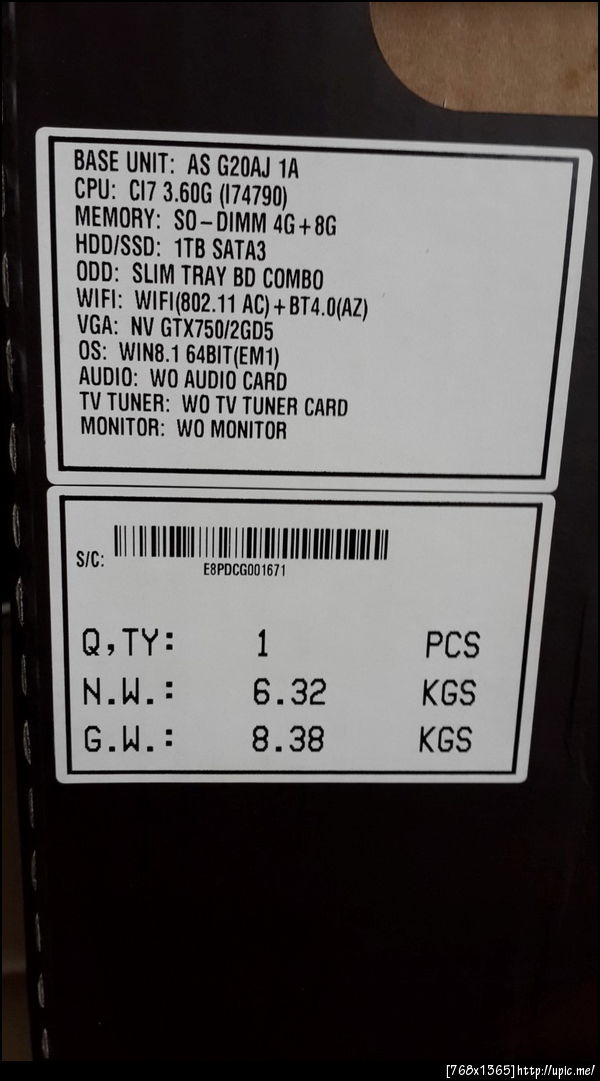 BASE UNIT: AS G20AJ 1A
CPU: CI7 3.60G (I74790)
MEMORY: SO-DIMM 4G+8G
HDD/SSD: 1TB SATA3
ODD: SLIM TRAY BD COMBO
WIFI: WIFI(802.11 AC)+BT4.0(AZ)
VGA: NV GTX750/2GD5
OS: WIN8.1 64BIT(EM1)
AUDIO: WO AUDIO CARD
TV TUNER: WO TV TUNER CARD
MONITOR: WO MONITOR
S/C:
E8PDCG001671
Q,TY: 1 PCS
N.W.: 6.32 KGS
G.W.: 8.38 KGS
[768x1365]http://upic.me/